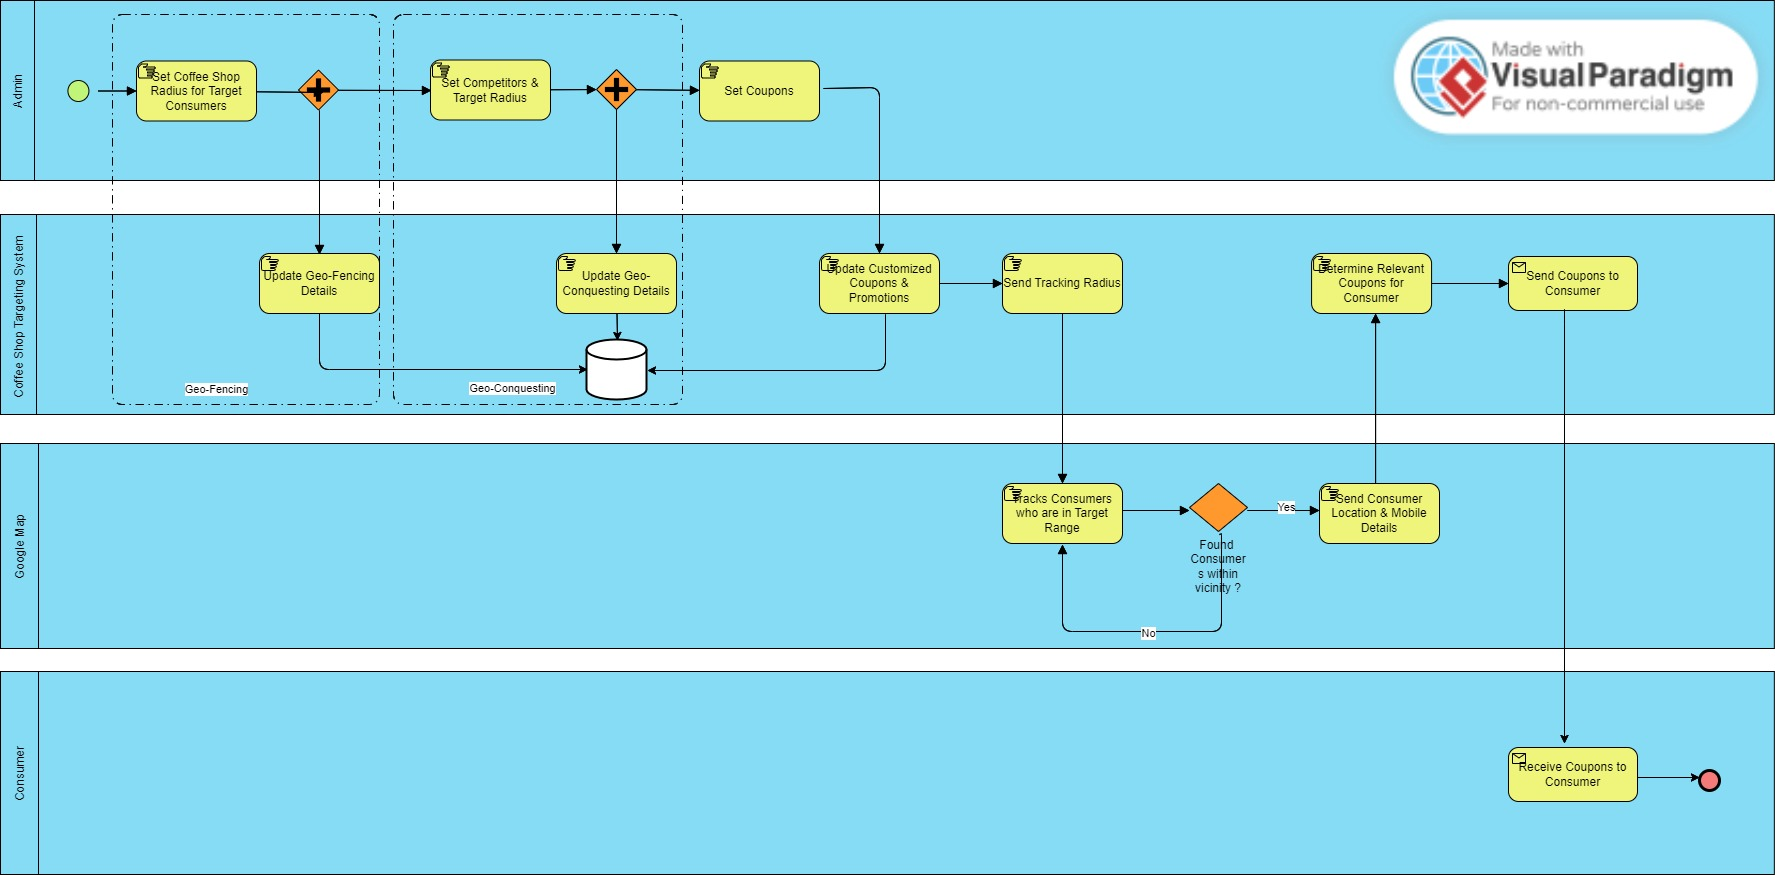 Admin
Set Coffee Shop
Radius for Target
Consumers
Set Competitors &
Target Radius
Set Coupons
Made with
Visual Paradigm
For non-commercial use
Coffee Shop Targeting System
Update Geo-Fencing
Details
Update Geo-
Conquesting Details
Update Customized
Coupons &
Promotions
Send Tracking Radius
Determine Relevant
Coupons for
Consumer
Send Coupons to
Consumer
Geo-Fencing
Geo-Conquesting
Google Map
Tracks Consumers
who are in Target
Range
Found
Consumer
s within
vicinity ?
Yes
Send Consumer
Location & Mobile
Details
No
Consumer
Receive Coupons to
Consumer